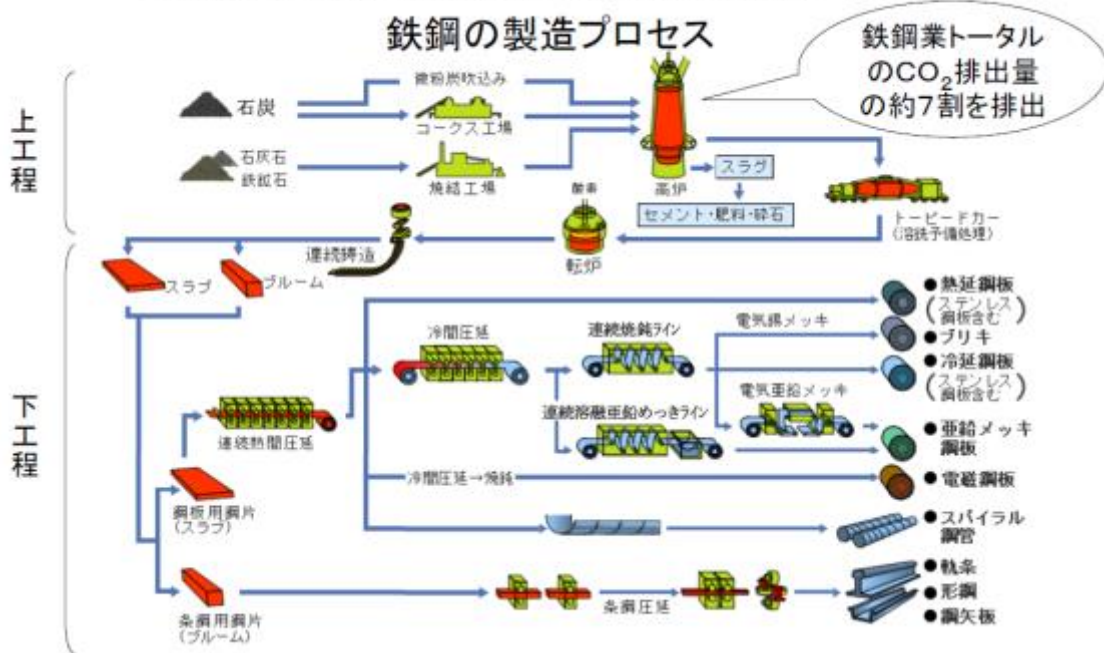 鉄鋼の製造プロセス
鉄鋼業トータル
のCO₂排出量
の約7割を排出
上工程
石炭
微粉炭吹込み
コークス工場
石灰石
鉄鉱石
焼結工場
高炉
スラグ
セメント・肥料・砕石
トーピードカー
(溶銑予備処理)
酸素
転炉
連続鋳造
スラブ
ブルーム
下工程
鋼板用鋼片
(スラブ)
連続熱間圧延
冷間圧延
連続焼鈍ライン
連続溶融亜鉛めっきライン
電気錫メッキ
電気亜鉛メッキ
冷間圧延→焼鈍
●熱延鋼板
(ステンレス
鋼板含む)
●ブリキ
●冷延鋼板
(ステンレス
鋼板含む)
●亜鉛メッキ
鋼板
●電磁鋼板
●スパイラル
鋼管
条鋼用鋼片
(ブルーム)
条鋼圧延
●軌条
●形鋼
●鋼矢板